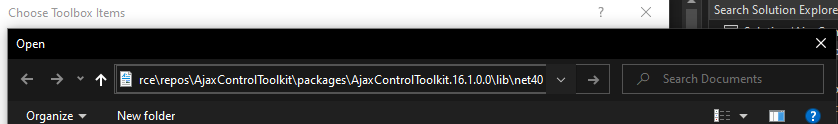 Choose Toolbox Items
Search Solution Explore
Open
rce\repos\AjaxControlToolkit\packages\AjaxControlToolkit.16.1.0.0\lib\net40
Search Documents
Organize
New folder